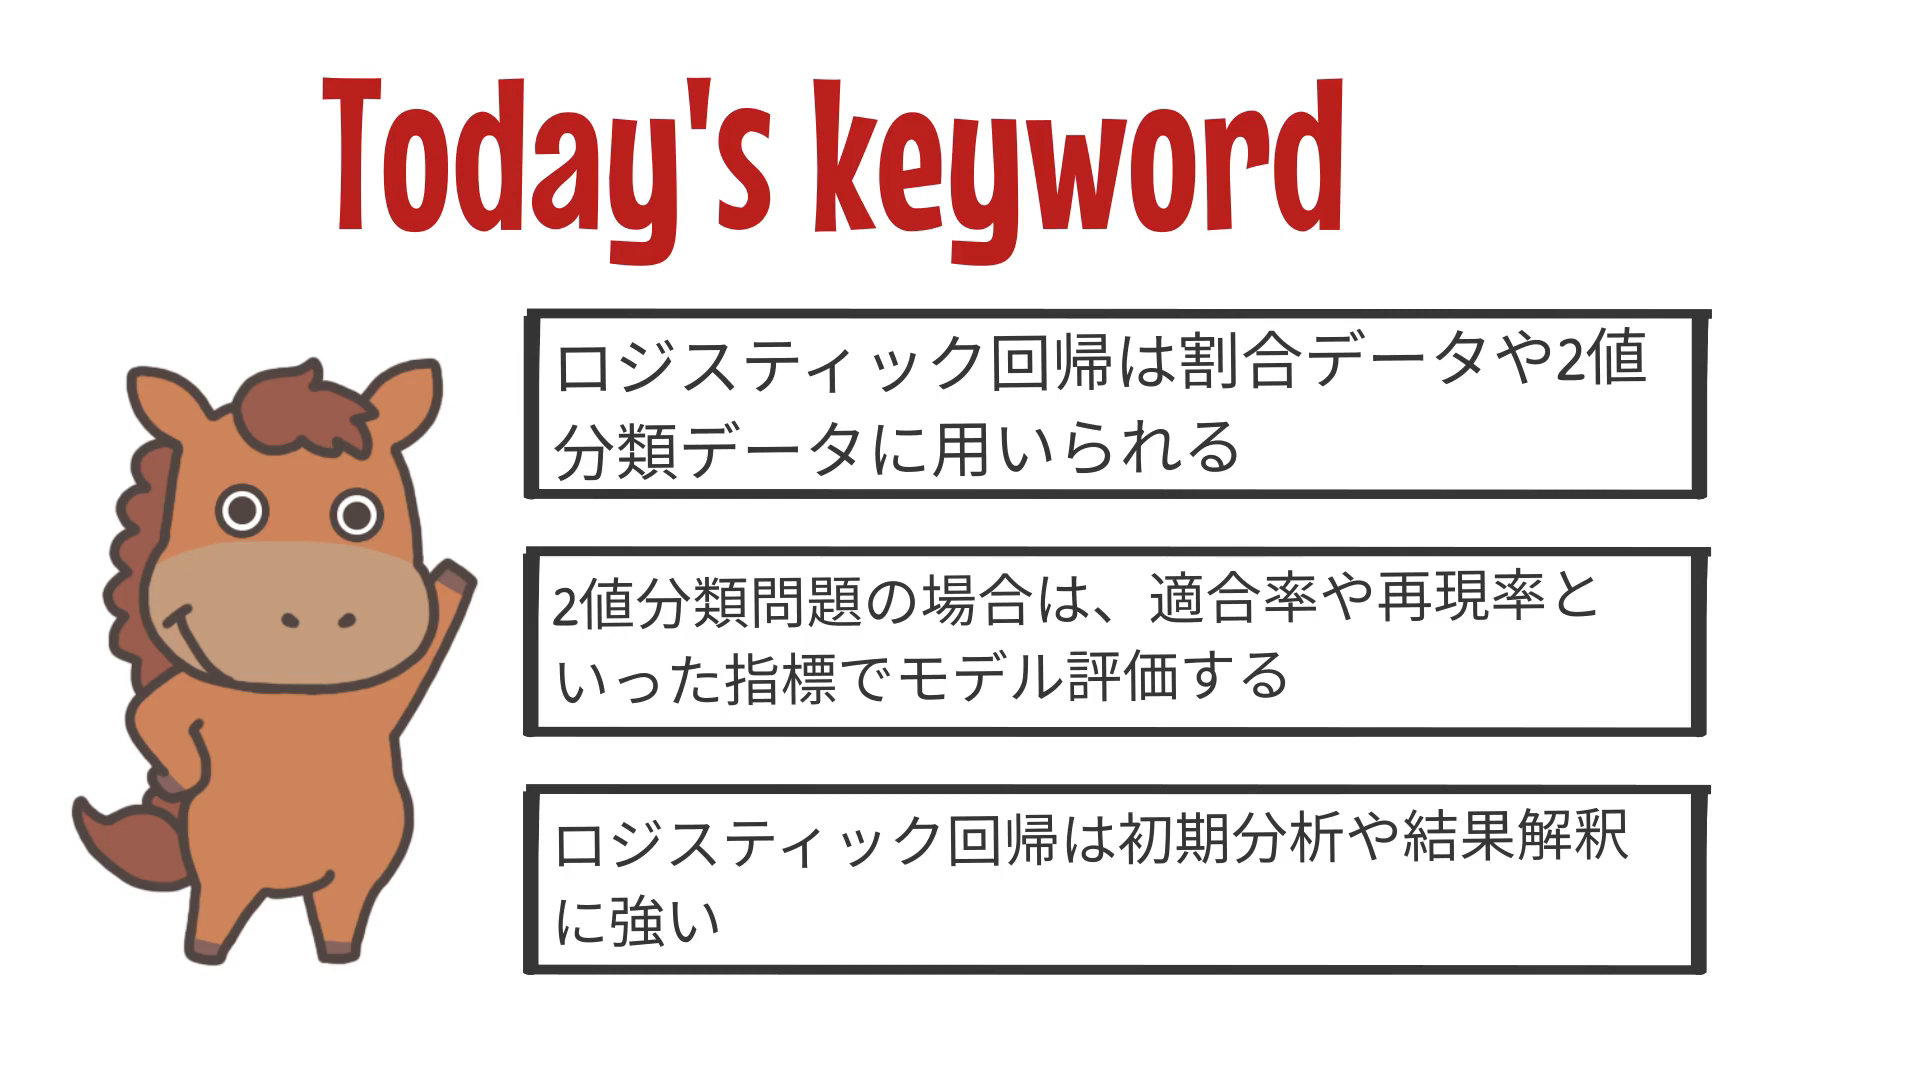 Today's keyword
ロジスティック回帰は割合データや2値
分類データに用いられる
2値分類問題の場合は、適合率や再現率と
いった指標でモデル評価する
ロジスティック回帰は初期分析や結果解釈
に強い